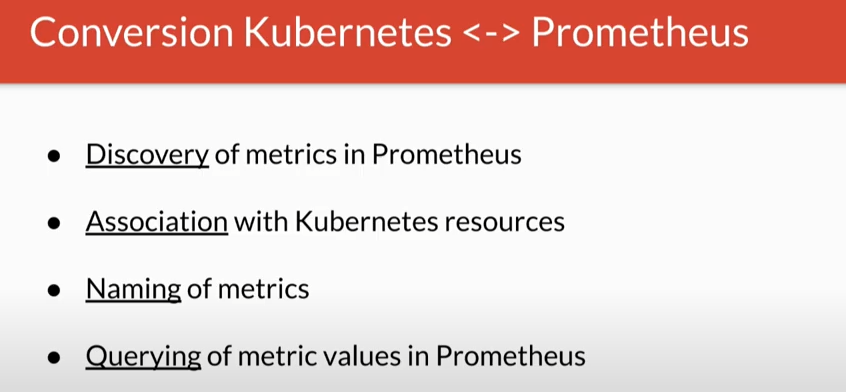 Conversion Kubernetes <-> Prometheus
● Discovery of metrics in Prometheus
● Association with Kubernetes resources
● Naming of metrics
● Querying of metric values in Prometheus